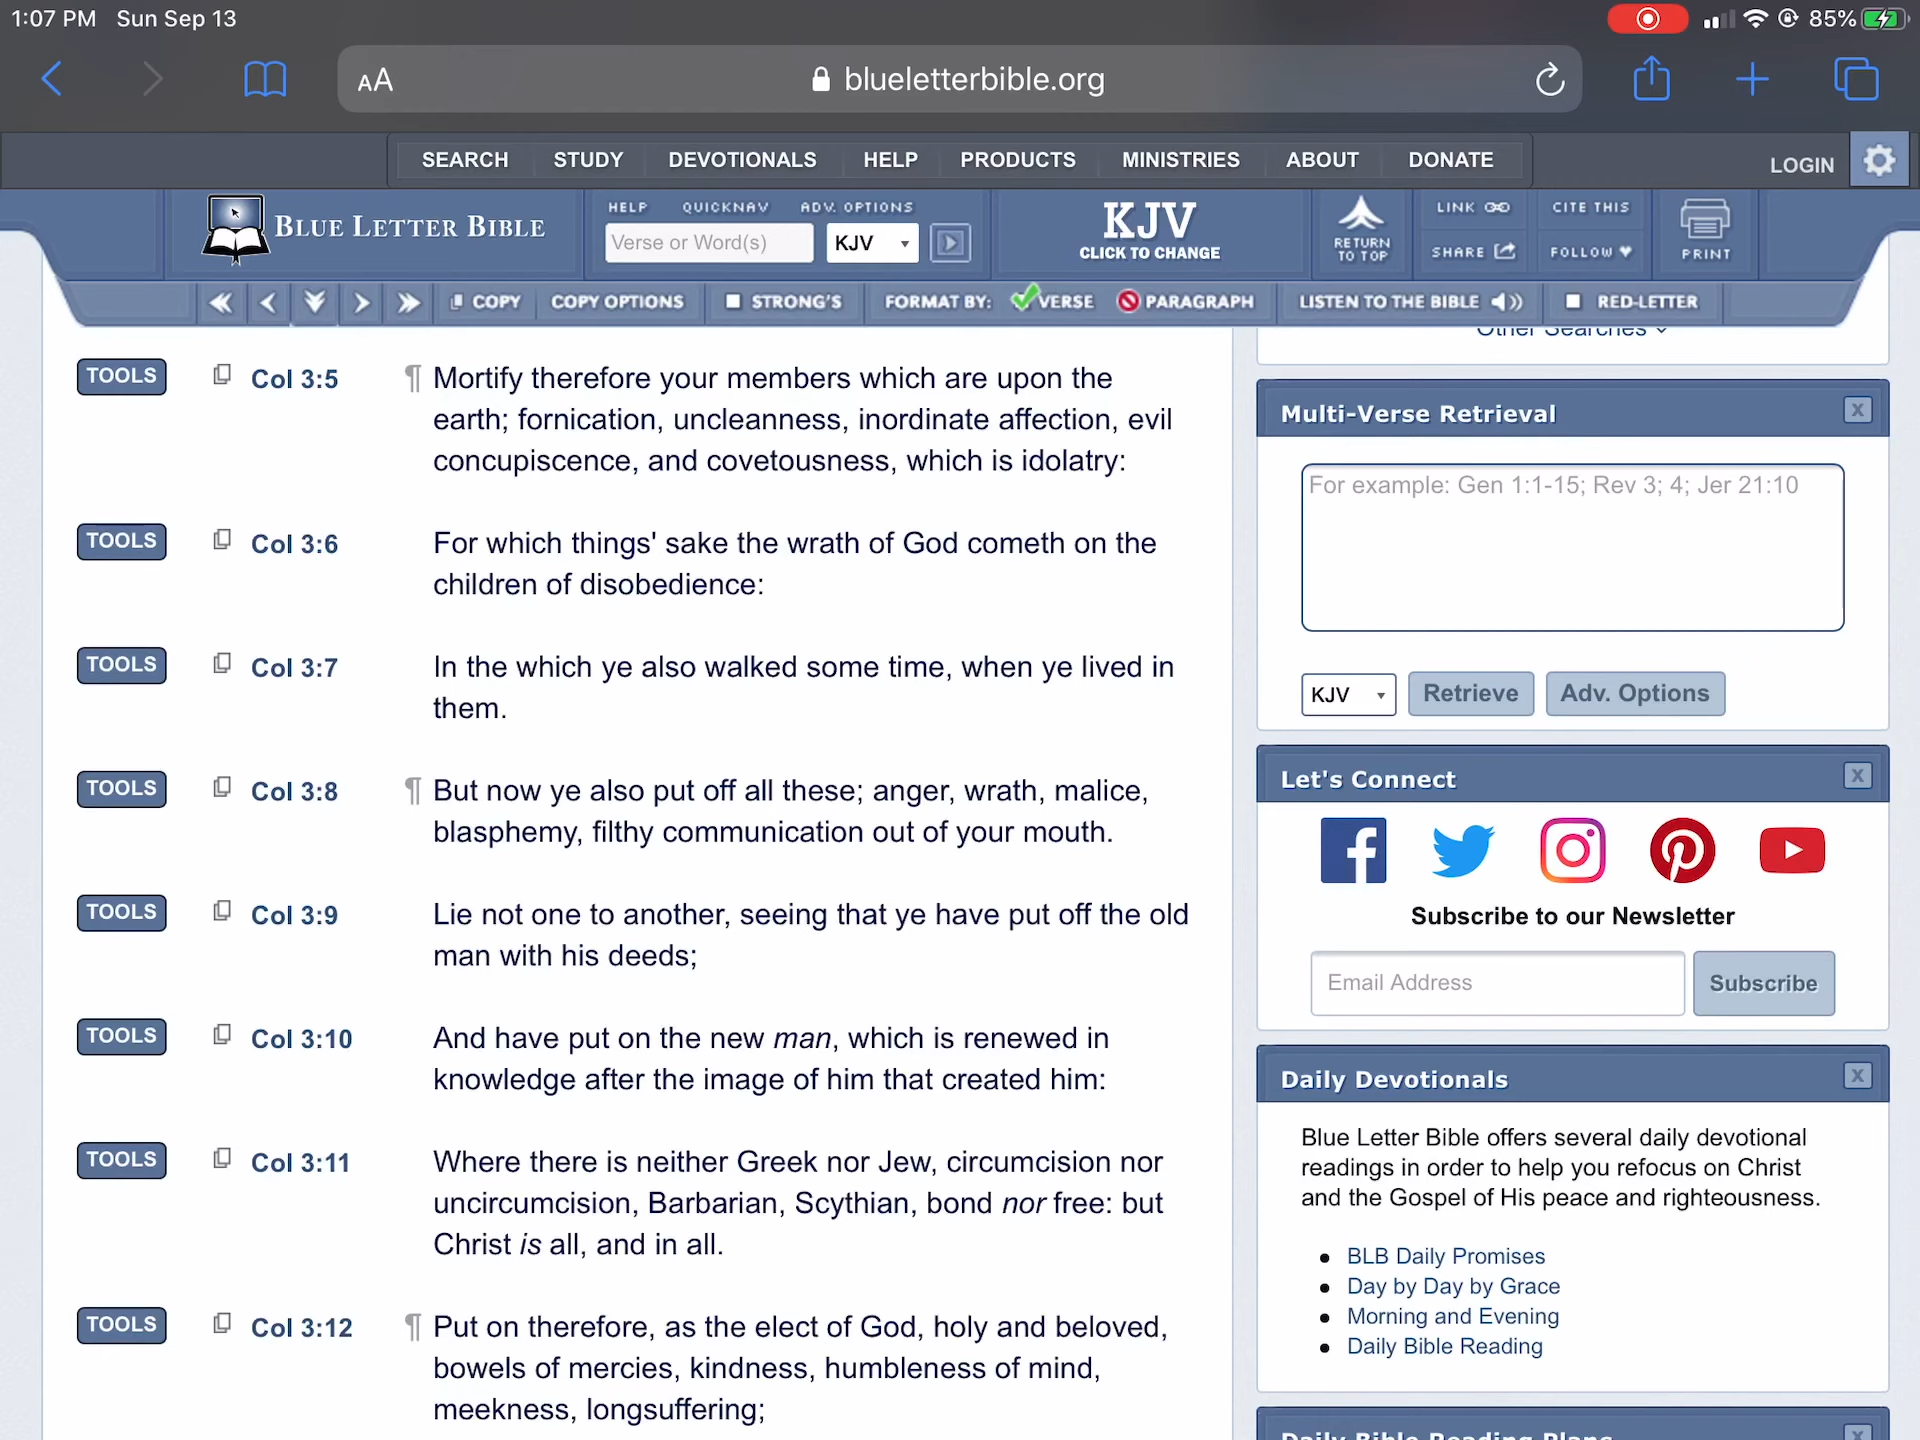 1:07 PM Sun Sep 13
85%
AA
blueletterbible.org
SEARCH STUDY DEVOTIONALS HELP PRODUCTS MINISTRIES ABOUT DONATE
LOGIN
BLUE LETTER BIBLE
HELP QUICKNAV ADV. OPTIONS
Verse or Word(s)
KJV
KJV
CLICK TO CHANGE
RETURN
TO TOP
LINK
SHARE
CITE THIS
FOLLOW
PRINT
COPY COPY OPTIONS STRONG'S FORMAT BY: VERSE PARAGRAPH LISTEN TO THE BIBLE RED-LETTER
TOOLS Col 3:5 ¶ Mortify therefore your members which are upon the
earth; fornication, uncleanness, inordinate affection, evil
concupiscence, and covetousness, which is idolatry:
TOOLS Col 3:6 For which things' sake the wrath of God cometh on the
children of disobedience:
TOOLS Col 3:7 In the which ye also walked some time, when ye lived in
them.
TOOLS Col 3:8 ¶ But now ye also put off all these; anger, wrath, malice,
blasphemy, filthy communication out of your mouth.
TOOLS Col 3:9 Lie not one to another, seeing that ye have put off the old
man with his deeds;
TOOLS Col 3:10 And have put on the new man, which is renewed in
knowledge after the image of him that created him:
TOOLS Col 3:11 Where there is neither Greek nor Jew, circumcision nor
uncircumcision, Barbarian, Scythian, bond nor free: but
Christ is all, and in all.
TOOLS Col 3:12 ¶ Put on therefore, as the elect of God, holy and beloved,
bowels of mercies, kindness, humbleness of mind,
meekness, longsuffering;
Other Searches
Multi-Verse Retrieval
For example: Gen 1:1-15; Rev 3; 4; Jer 21:10
KJV Retrieve Adv. Options
Let's Connect
Subscribe to our Newsletter
Email Address Subscribe
Daily Devotionals
Blue Letter Bible offers several daily devotional
readings in order to help you refocus on Christ
and the Gospel of His peace and righteousness.
BLB Daily Promises
Day by Day by Grace
Morning and Evening
Daily Bible Reading
Daily Bible Reading Plans